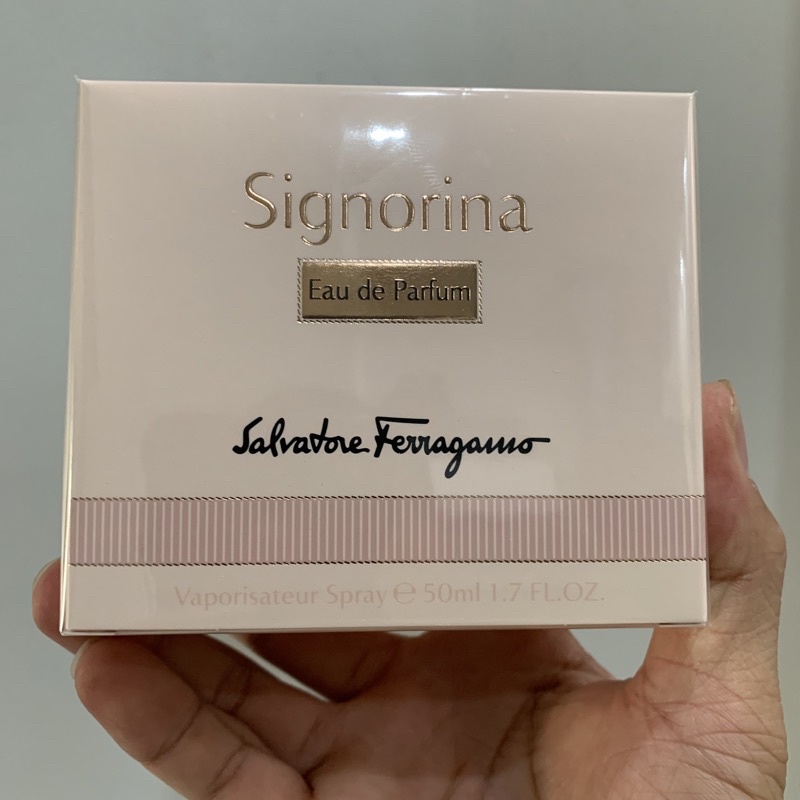 Signorina
Eau de Parfum
Salvatore Ferragamo
Vaporisateur Spray ℮ 50ml 1.7 FL.OZ.